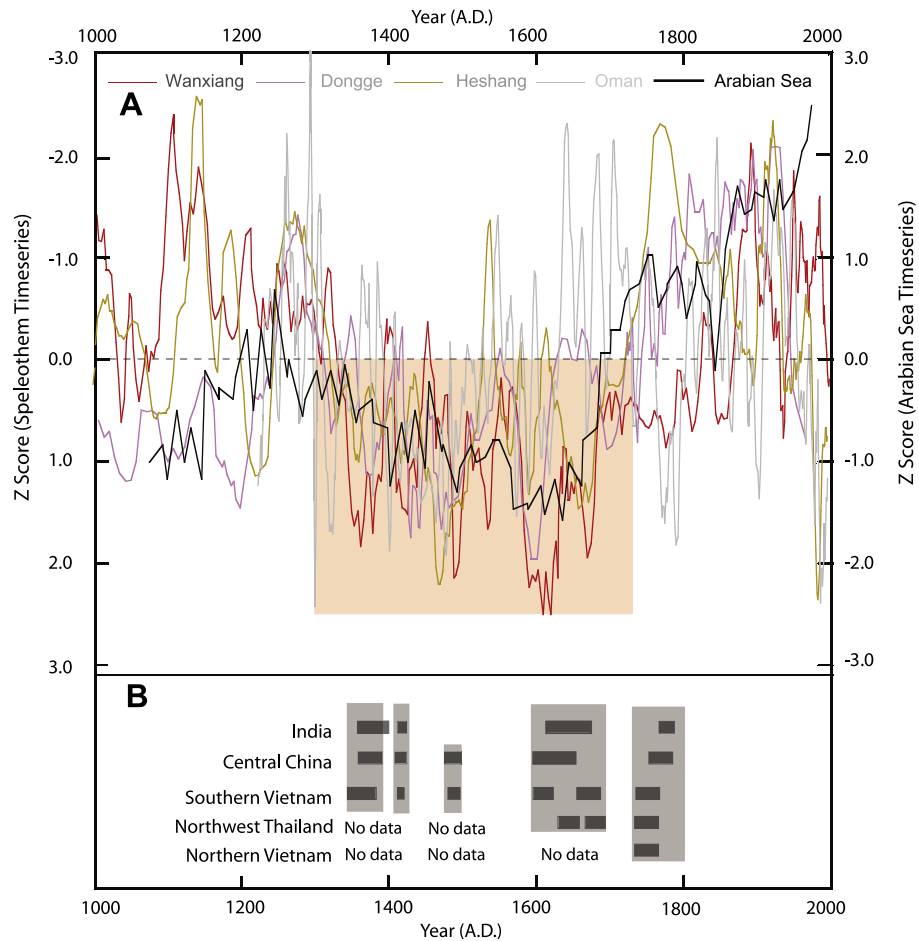 Year (A.D.)
1000 1200 1400 1600 1800 2000
-3.0 3.0
Wanxiang Dongge Heshang Oman Arabian Sea
A
-2.0 2.0
-1.0 1.0
0.0 0.0
1.0 -1.0
2.0 -2.0
3.0 -3.0
Z Score (Speleothem Timeseries)
Z Score (Arabian Sea Timeseries)
B
India
Central China
Southern Vietnam
Northwest Thailand No data No data
Northern Vietnam No data No data No data
1000 1200 1400 1600 1800 2000
Year (A.D.)